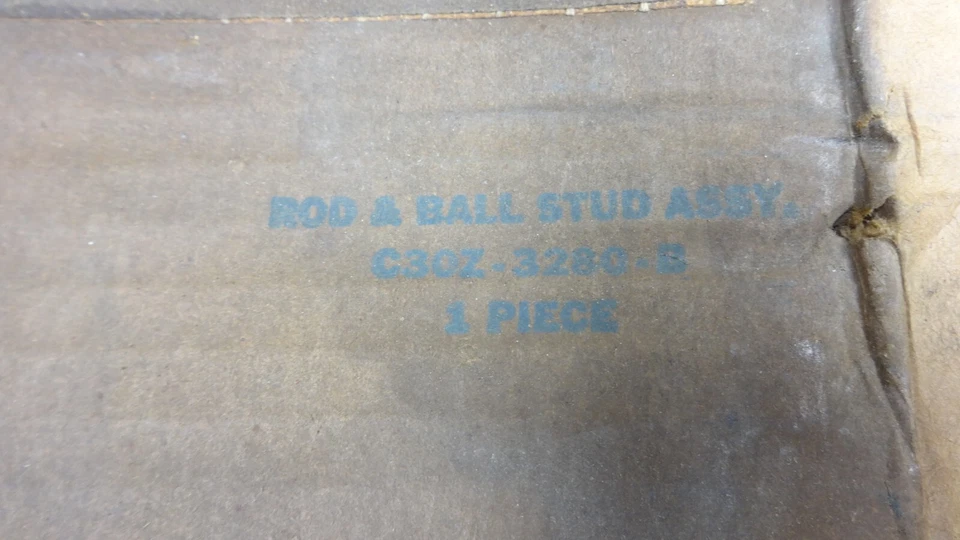 ROD & BALL STUD ASSY.
C3OZ-3280-B
1 PIECE